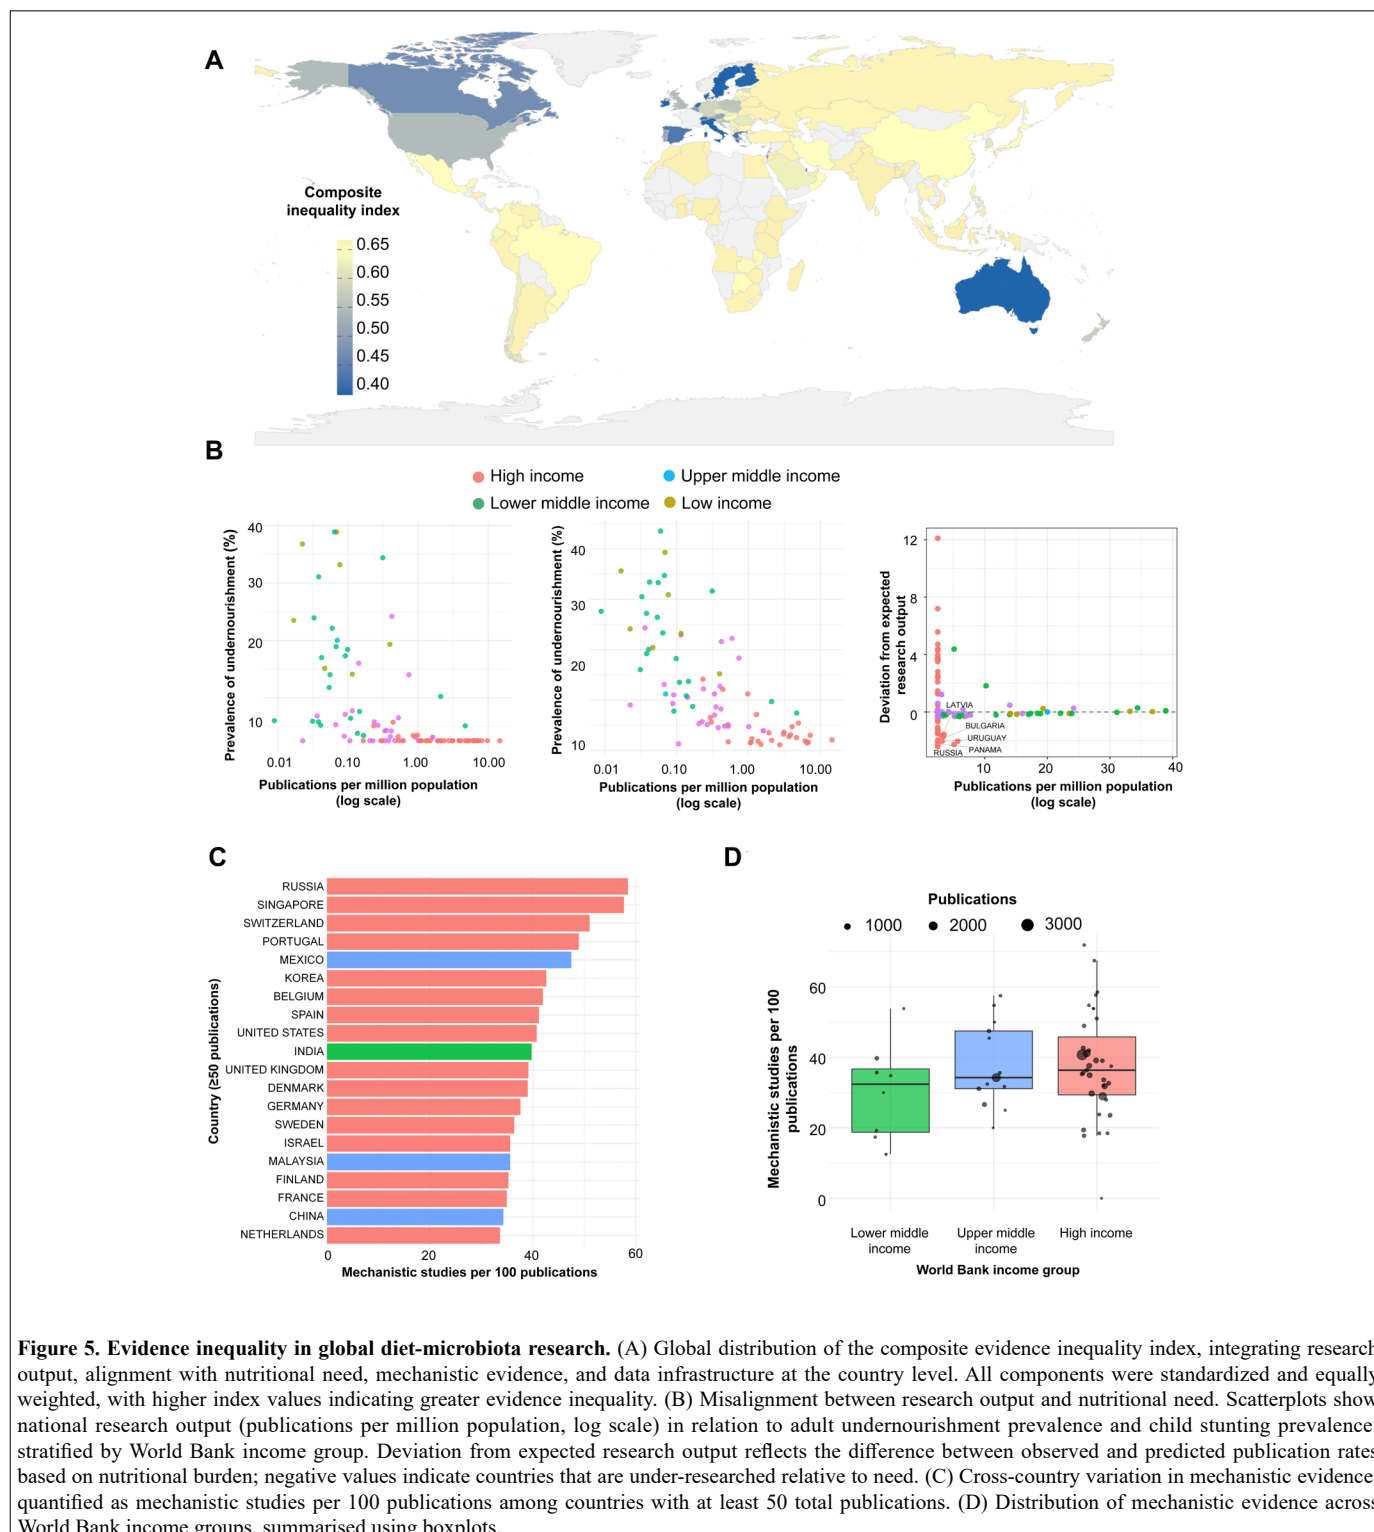 A
Composite
inequality index
0.65
0.60
0.55
0.50
0.45
0.40
B
High income
Upper middle income
Lower middle income
Low income
Prevalence of undernourishment (%)
40
30
20
10
0.01 0.10 1.00 10.00
Publications per million population
(log scale)
Prevalence of undernourishment (%)
40
30
20
10
0.01 0.10 1.00 10.00
Publications per million population
(log scale)
Deviation from expected
research output
12
8
4
0
LATVIA
BULGARIA
URUGUAY
RUSSIA PANAMA
10 20 30 40
Publications per million population
(log scale)
C
Country (≥50 publications)
RUSSIA
SINGAPORE
SWITZERLAND
PORTUGAL
MEXICO
KOREA
BELGIUM
SPAIN
UNITED STATES
INDIA
UNITED KINGDOM
DENMARK
GERMANY
SWEDEN
ISRAEL
MALAYSIA
FINLAND
FRANCE
CHINA
NETHERLANDS
0 20 40 60
Mechanistic studies per 100 publications
D
Publications
1000 2000 3000
Mechanistic studies per 100
publications
60
40
20
0
Lower middle
income
Upper middle
income
High income
World Bank income group
Figure 5. Evidence inequality in global diet-microbiota research. (A) Global distribution of the composite evidence inequality index, integrating research
output, alignment with nutritional need, mechanistic evidence, and data infrastructure at the country level. All components were standardized and equally
weighted, with higher index values indicating greater evidence inequality. (B) Misalignment between research output and nutritional need. Scatterplots show
national research output (publications per million population, log scale) in relation to adult undernourishment prevalence and child stunting prevalence
stratified by World Bank income group. Deviation from expected research output reflects the difference between observed and predicted publication rates
based on nutritional burden; negative values indicate countries that are under-researched relative to need. (C) Cross-country variation in mechanistic evidence
quantified as mechanistic studies per 100 publications among countries with at least 50 total publications. (D) Distribution of mechanistic evidence across
World Bank income groups, summarised using boxplots.